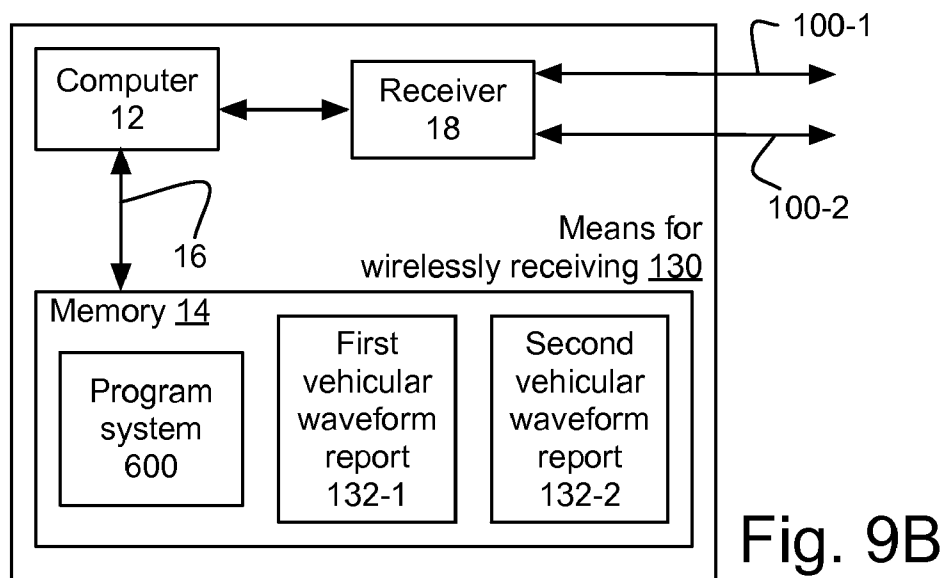 100-1
Computer
12
Receiver
18
100-2
16
Means for
wirelessly receiving 130
Memory 14
Program
system
600
First
vehicular
waveform
report
132-1
Second
vehicular
waveform
report
132-2
Fig. 9B